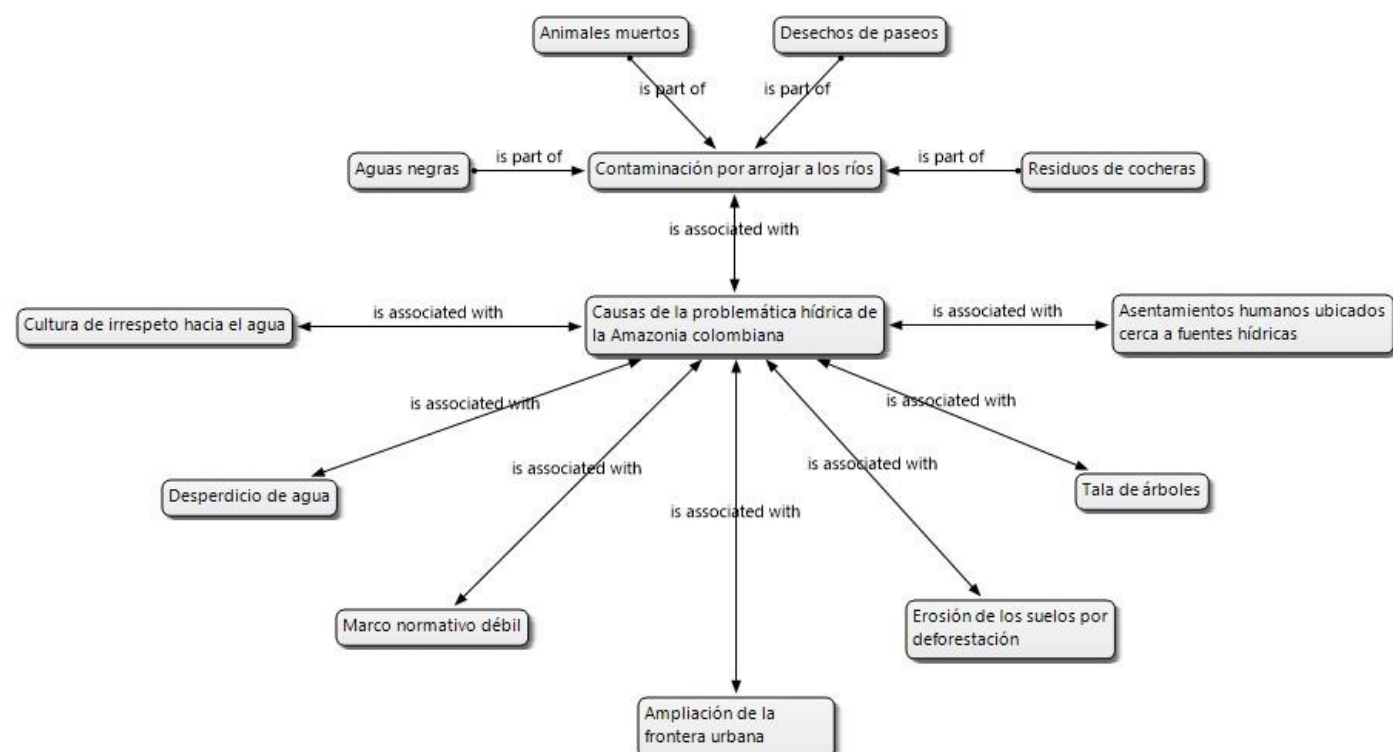 Animales muertos
Desechos de paseos
is part of
is part of
Aguas negras
is part of
Contaminación por arrojar a los ríos
is part of
Residuos de cocheras
is associated with
Cultura de irrespeto hacia el agua
is associated with
Causas de la problemática hídrica de
la Amazonia colombiana
is associated with
Asentamientos humanos ubicados
cerca a fuentes hídricas
is associated with
is associated with
is associated with
is associated with
is associated with
Desperdicio de agua
Tala de árboles
Marco normativo débil
Erosión de los suelos por
deforestación
Ampliación de la
frontera urbana